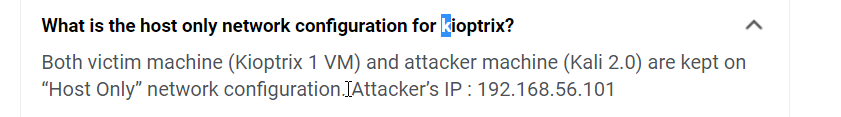 What is the host only network configuration for kioptrix?
Both victim machine (Kioptrix 1 VM) and attacker machine (Kali 2.0) are kept on
“Host Only” network configuration. Attacker’s IP : 192.168.56.101